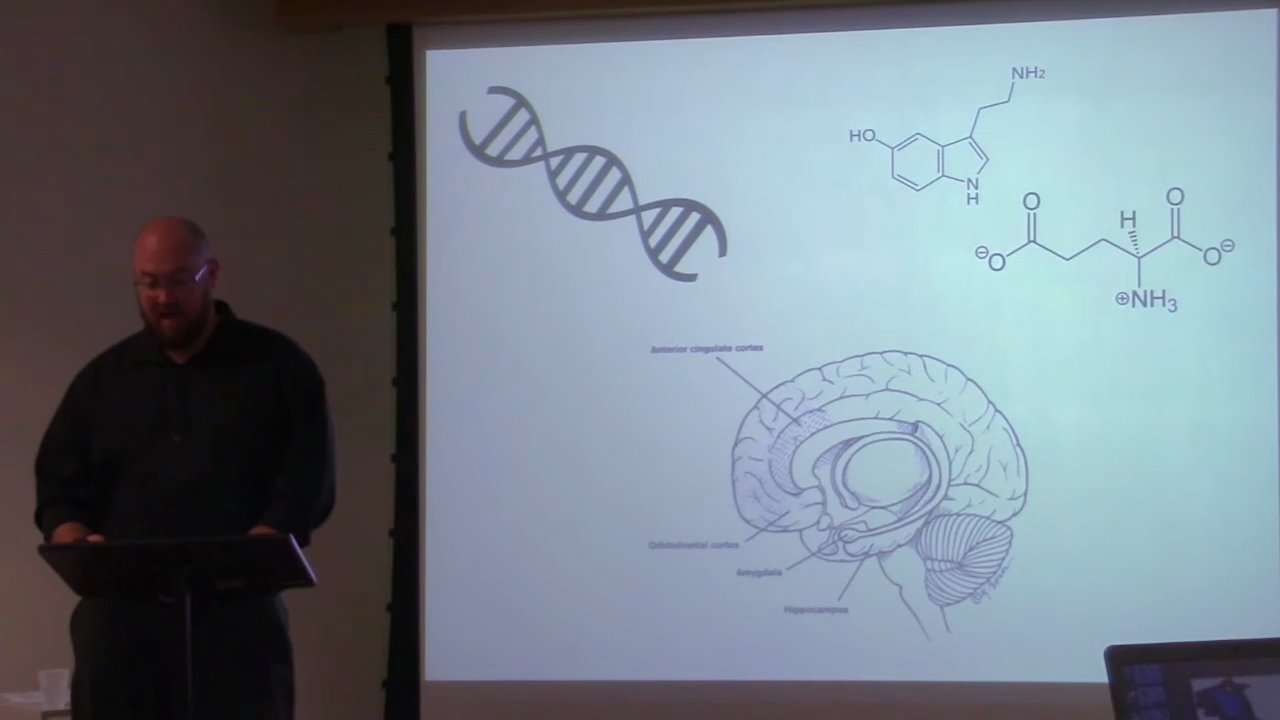 NH2
HO
N
H
O
O
H
⊖O
O⊖
⊕NH3
Anterior cingulate cortex
Orbitofrontal cortex
Amygdala
Hippocampus